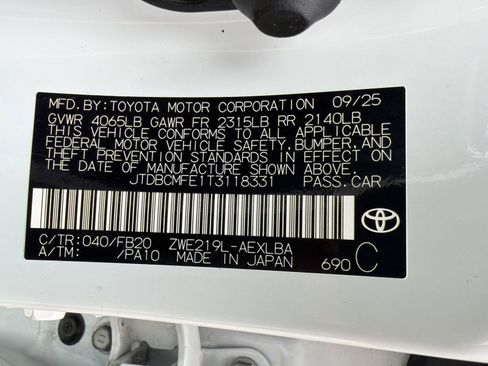 MFD.BY:TOYOTA MOTOR CORPORATION 09/25
GVWR 4065LB GAWR FR 2315LB RR 2140LB
THIS VEHICLE CONFORMS TO ALL APPLICABLE
FEDERAL MOTOR VEHICLE SAFETY,BUMPER,AND
THEFT PREVENTION STANDARDS IN EFFECT ON
THE DATE OF MANUFACTURE SHOWN ABOVE.
JTDBCMFE1T3118331 PASS.CAR
C/TR:040/FB20 ZWE219L-AEXLBA
A/TM: /PA10 MADE IN JAPAN 690 C
TOYOTA